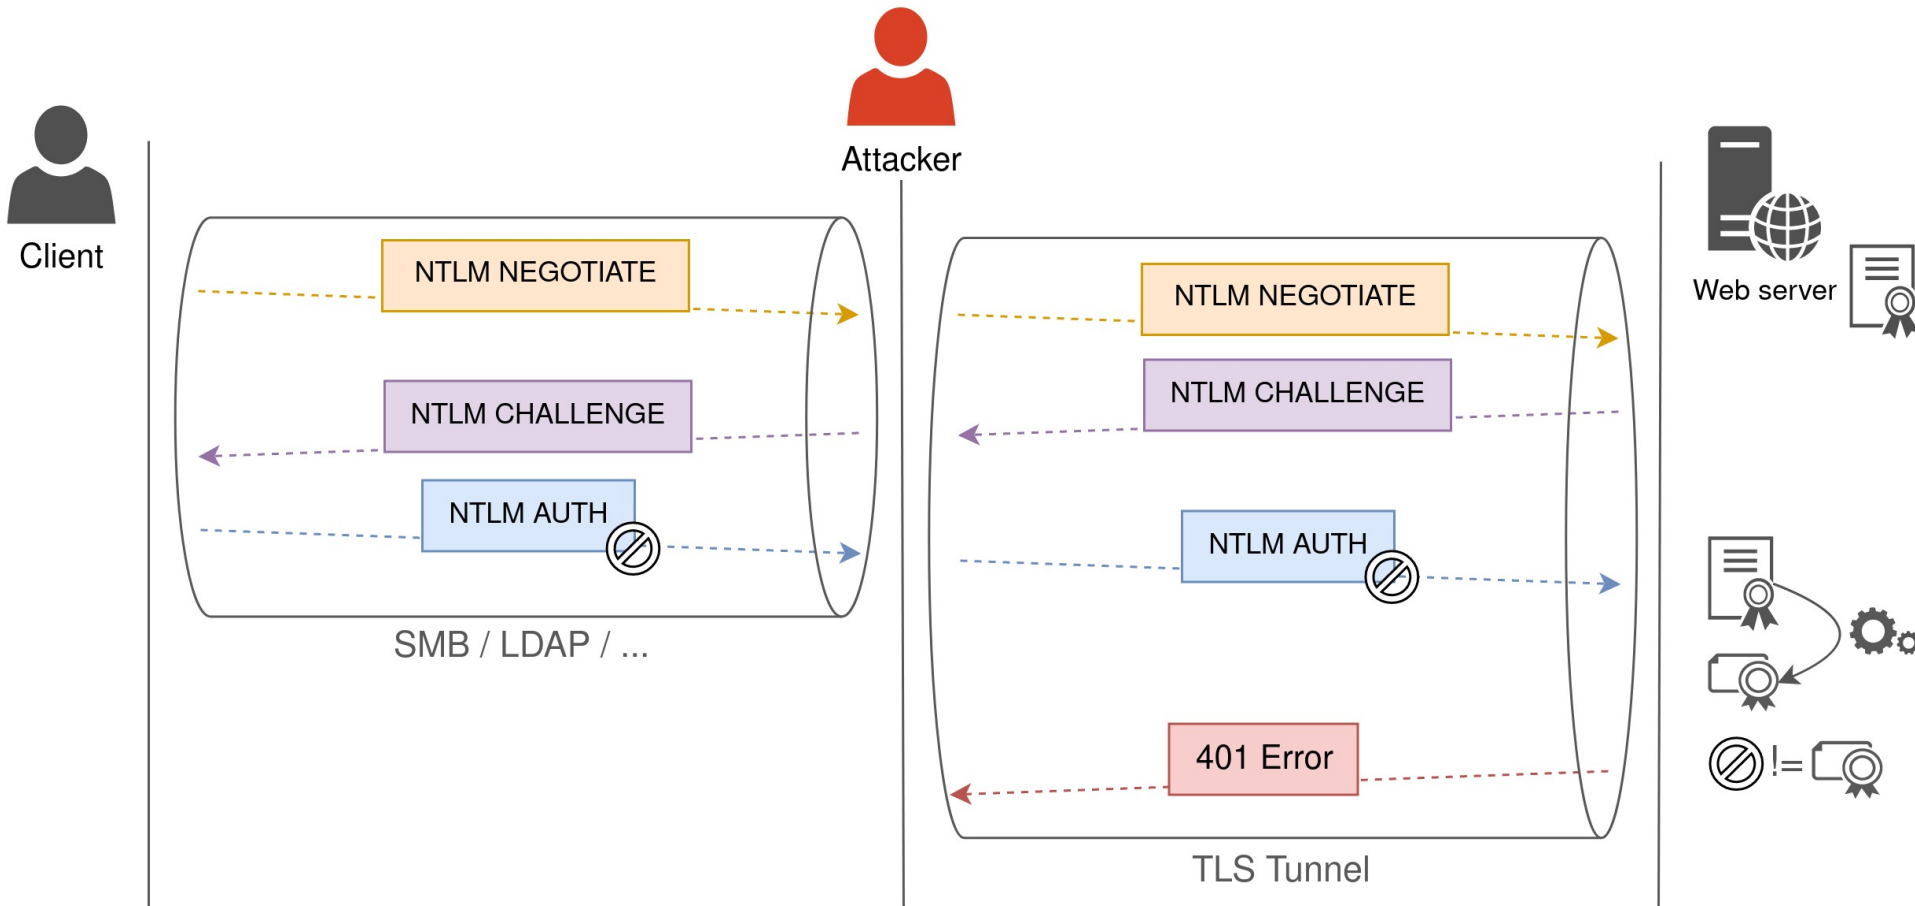 Attacker
Client
NTLM NEGOTIATE
NTLM NEGOTIATE
Web server
NTLM CHALLENGE
NTLM CHALLENGE
NTLM AUTH
NTLM AUTH
SMB / LDAP / ...
401 Error
!=
TLS Tunnel